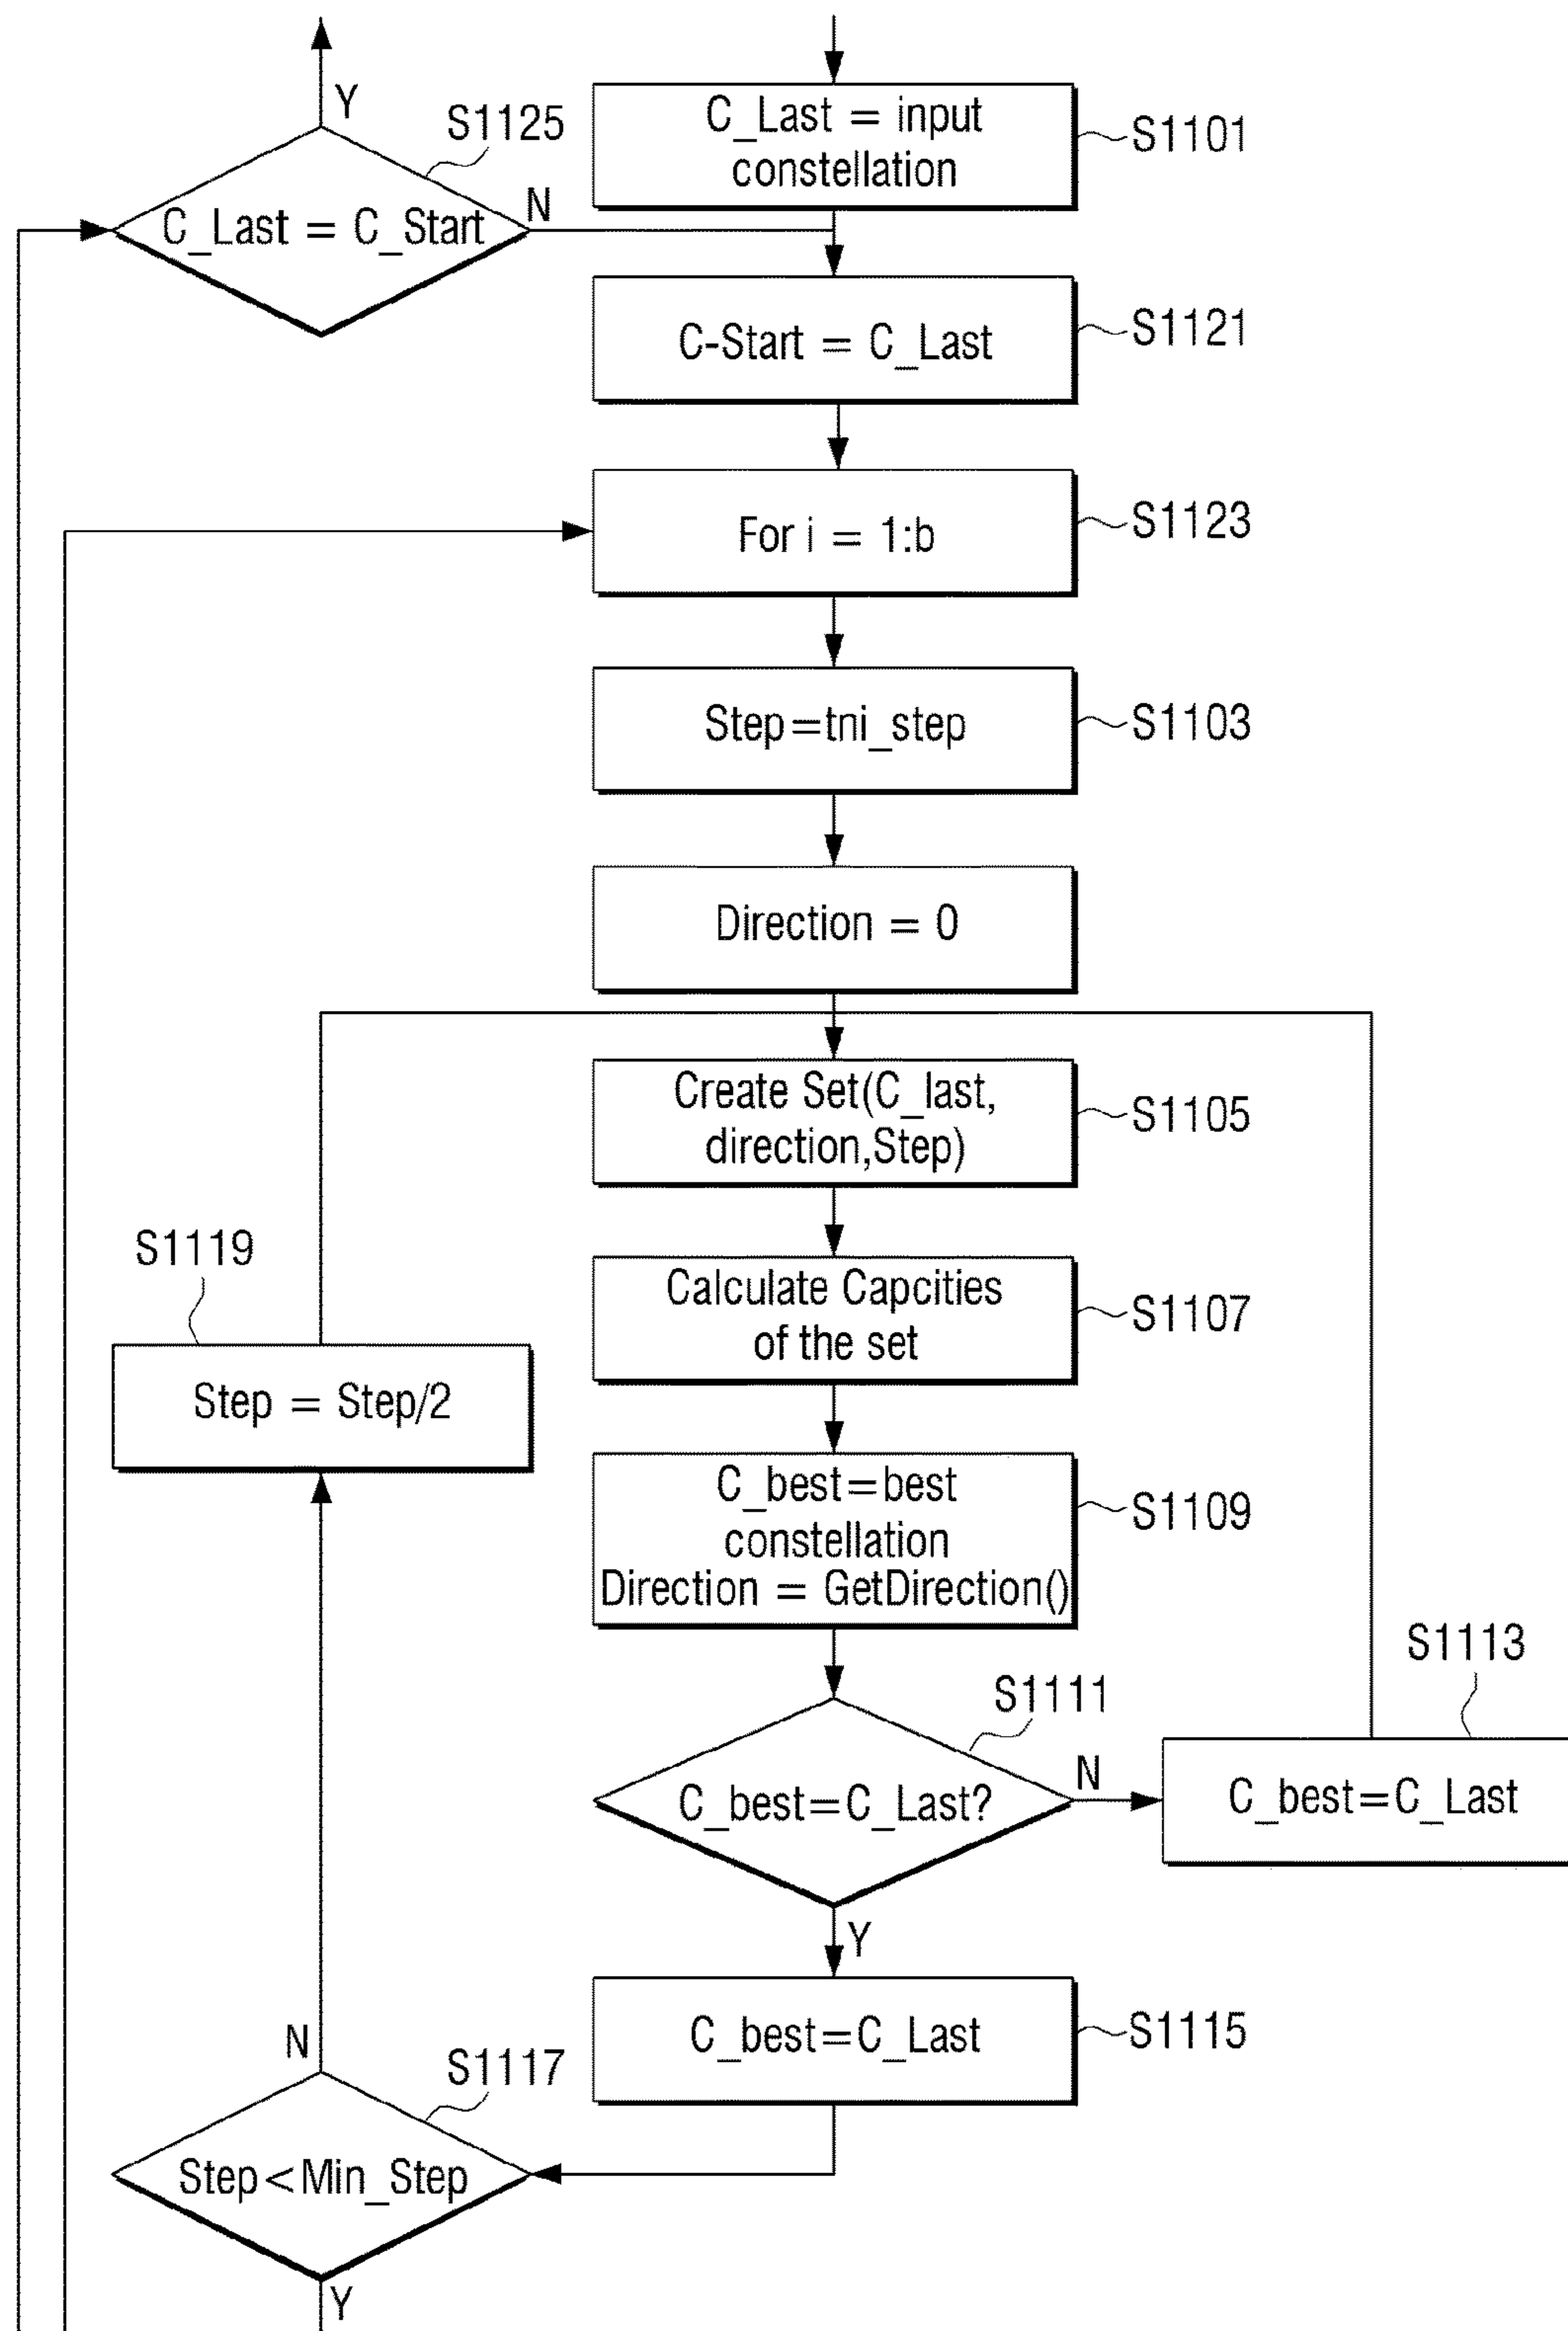 Y
S1125
C_Last = C_Start
N
C_Last = input
constellation
S1101
C-Start = C_Last
S1121
For i = 1:b
S1123
Step=tni_step
S1103
Direction = 0
Create Set(C_last,
direction,Step)
S1105
Calculate Capcities
of the set
S1107
S1119
Step = Step/2
C_best=best
constellation
Direction = GetDirection()
S1109
S1111
C_best=C_Last?
N
S1113
C_best=C_Last
Y
C_best=C_Last
S1115
N
S1117
Step<Min_Step
Y